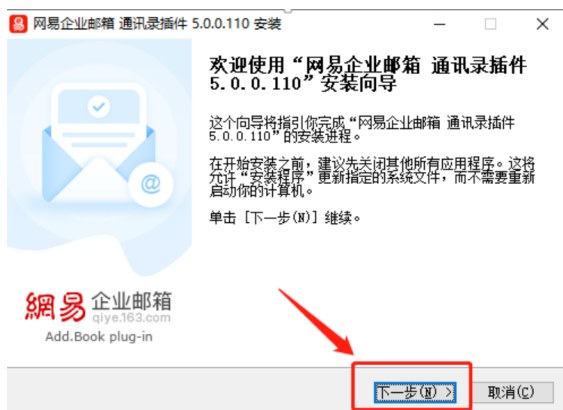 网易企业邮箱 通讯录插件 5.0.0.110 安装
欢迎使用“网易企业邮箱 通讯录插件
5.0.0.110”安装向导
这个向导将指引你完成“网易企业邮箱 通讯录插件
5.0.0.110”的安装进程。
在开始安装之前，建议先关闭其他所有应用程序。这将
允许“安装程序”更新指定的系统文件，而不需要重新
启动你的计算机。
单击 [下一步(N)] 继续。
@
網易 企业邮箱
qiye.163.com
Add.Book plug-in
下一步(N) >
取消(C)